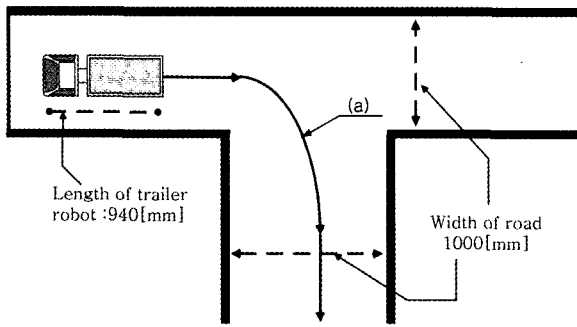 (a)
Length of trailer
robot :940[mm]
Width of road
1000[mm]